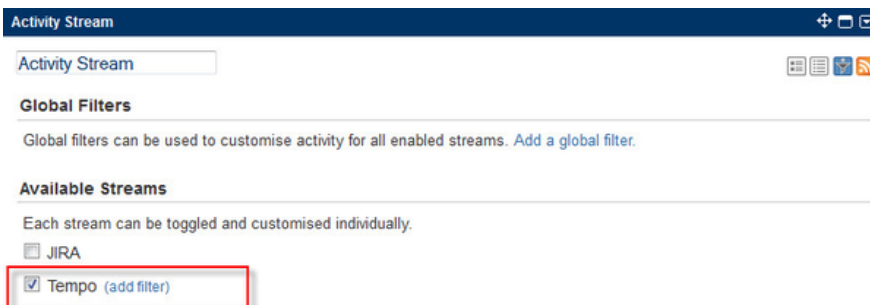 Activity Stream
Activity Stream
Global Filters
Global filters can be used to customise activity for all enabled streams. Add a global filter.
Available Streams
Each stream can be toggled and customised individually.
JIRA
Tempo (add filter)